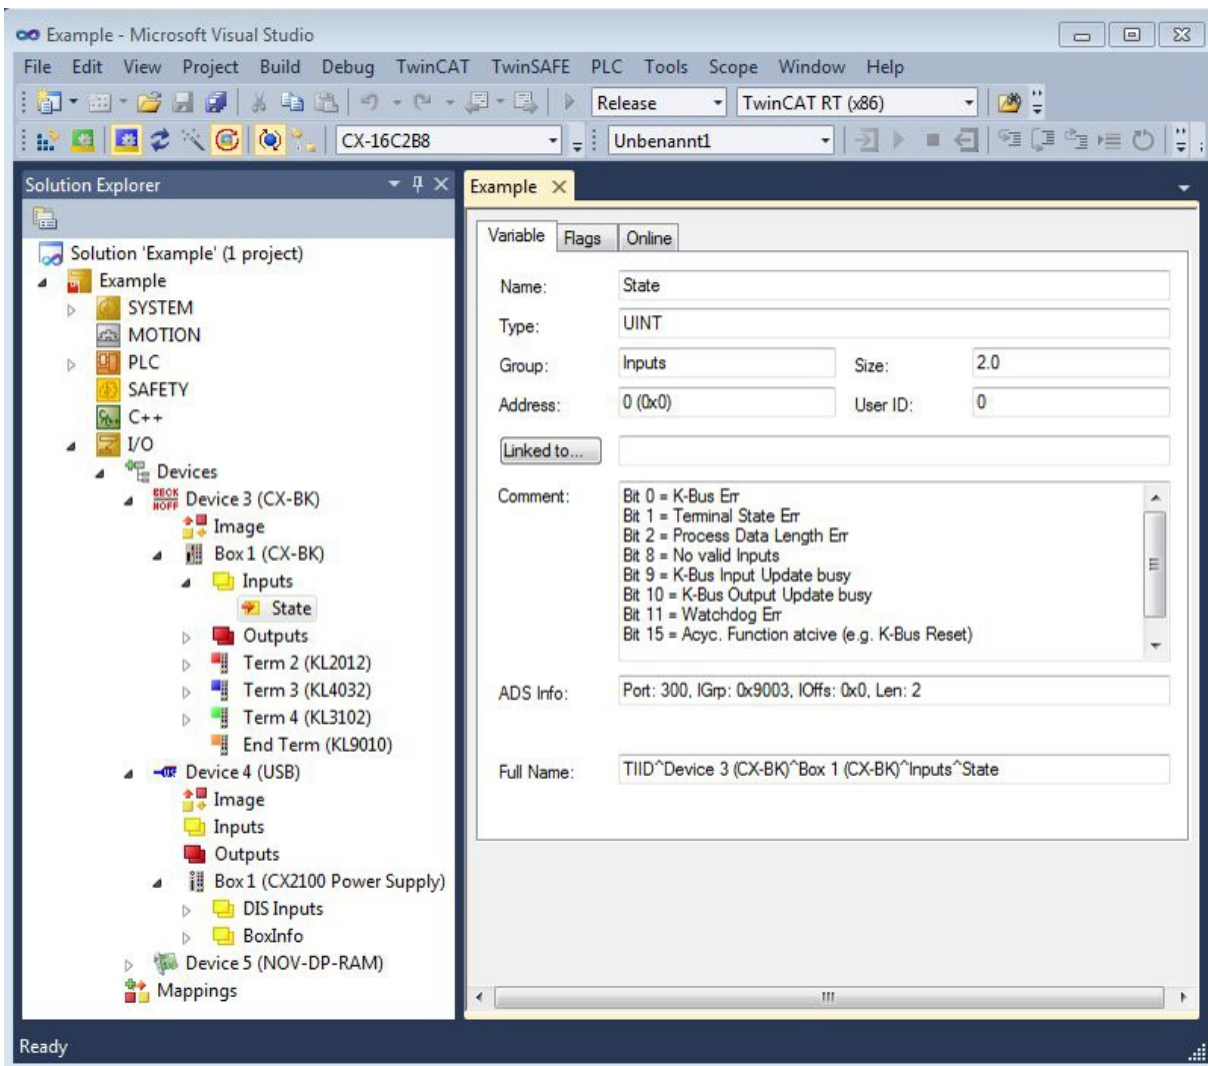 Example - Microsoft Visual Studio
File Edit View Project Build Debug TwinCAT TwinSAFE PLC Tools Scope Window Help
Release TwinCAT RT (x86)
CX-16C2B8 Unbenannt1
Solution Explorer
Example
Solution 'Example' (1 project)
Example
SYSTEM
MOTION
PLC
SAFETY
C++
I/O
Devices
BECK
HOFF
Device 3 (CX-BK)
Image
Box 1 (CX-BK)
Inputs
State
Outputs
Term 2 (KL2012)
Term 3 (KL4032)
Term 4 (KL3102)
End Term (KL9010)
Device 4 (USB)
Image
Inputs
Outputs
Box 1 (CX2100 Power Supply)
DIS Inputs
BoxInfo
Device 5 (NOV-DP-RAM)
Mappings
Variable Flags Online
Name: State
Type: UINT
Group: Inputs Size: 2.0
Address: 0 (0x0) User ID: 0
Linked to...
Comment: Bit 0 = K-Bus Err
Bit 1 = Terminal State Err
Bit 2 = Process Data Length Err
Bit 8 = No valid Inputs
Bit 9 = K-Bus Input Update busy
Bit 10 = K-Bus Output Update busy
Bit 11 = Watchdog Err
Bit 15 = Acyc. Function atcive (e.g. K-Bus Reset)
ADS Info: Port: 300, IGrp: 0x9003, IOffs: 0x0, Len: 2
Full Name: TIID^Device 3 (CX-BK)^Box 1 (CX-BK)^Inputs^State
Ready